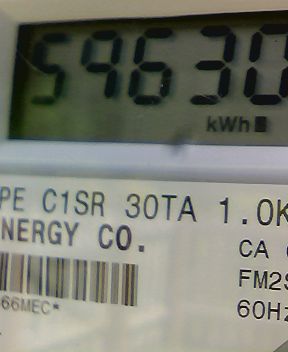 59630
kWh
PE C1SR 30TA 1.0K
NERGY CO.
CA
FM2S
66MEC*
60Hz